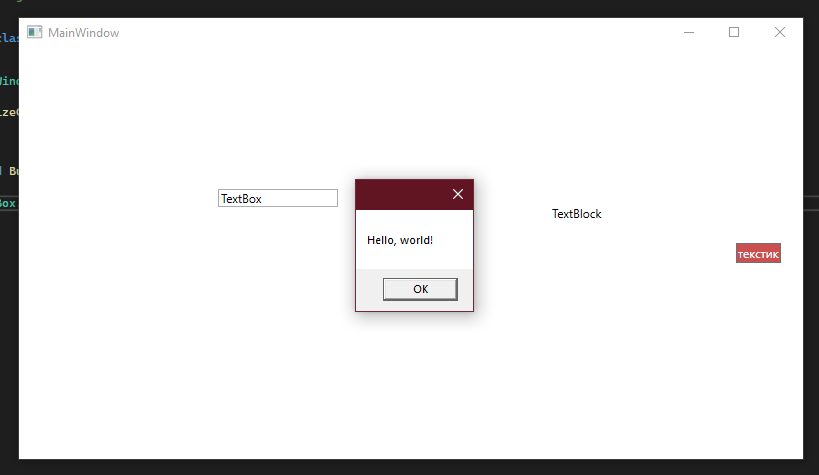 MainWindow
TextBox
Hello, world!
OK
TextBlock
текстик